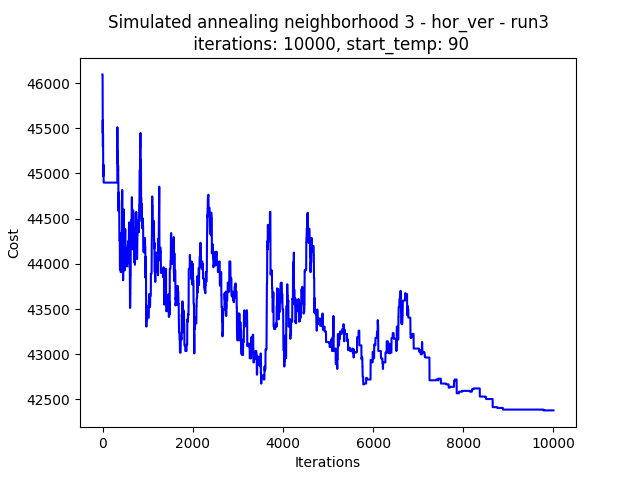 Simulated annealing neighborhood 3 - hor_ver - run3
iterations: 10000, start_temp: 90
46000
45500
45000
44500
44000
43500
43000
42500
Cost
0 2000 4000 6000 8000 10000
Iterations